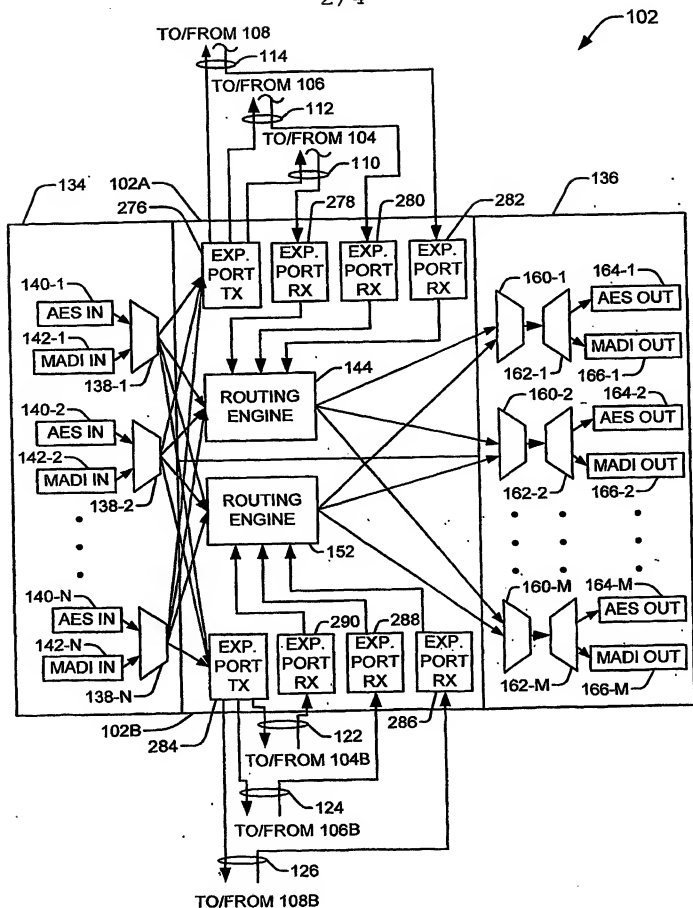 2/4
102
TO/FROM 108
114
TO/FROM 106
112
TO/FROM 104
110
134
102A
136
276
278
280
282
EXP. PORT TX
EXP. PORT RX
EXP. PORT RX
EXP. PORT RX
140-1
AES IN
142-1
MADI IN
138-1
160-1
164-1
AES OUT
MADI OUT
162-1
166-1
144
ROUTING ENGINE
140-2
AES IN
142-2
MADI IN
138-2
160-2
164-2
AES OUT
MADI OUT
162-2
166-2
ROUTING ENGINE
152
140-N
AES IN
142-N
MADI IN
138-N
160-M
164-M
AES OUT
MADI OUT
162-M
166-M
EXP. PORT TX
290
EXP. PORT RX
288
EXP. PORT RX
EXP. PORT RX
286
102B
284
122
TO/FROM 104B
124
TO/FROM 106B
126
TO/FROM 108B